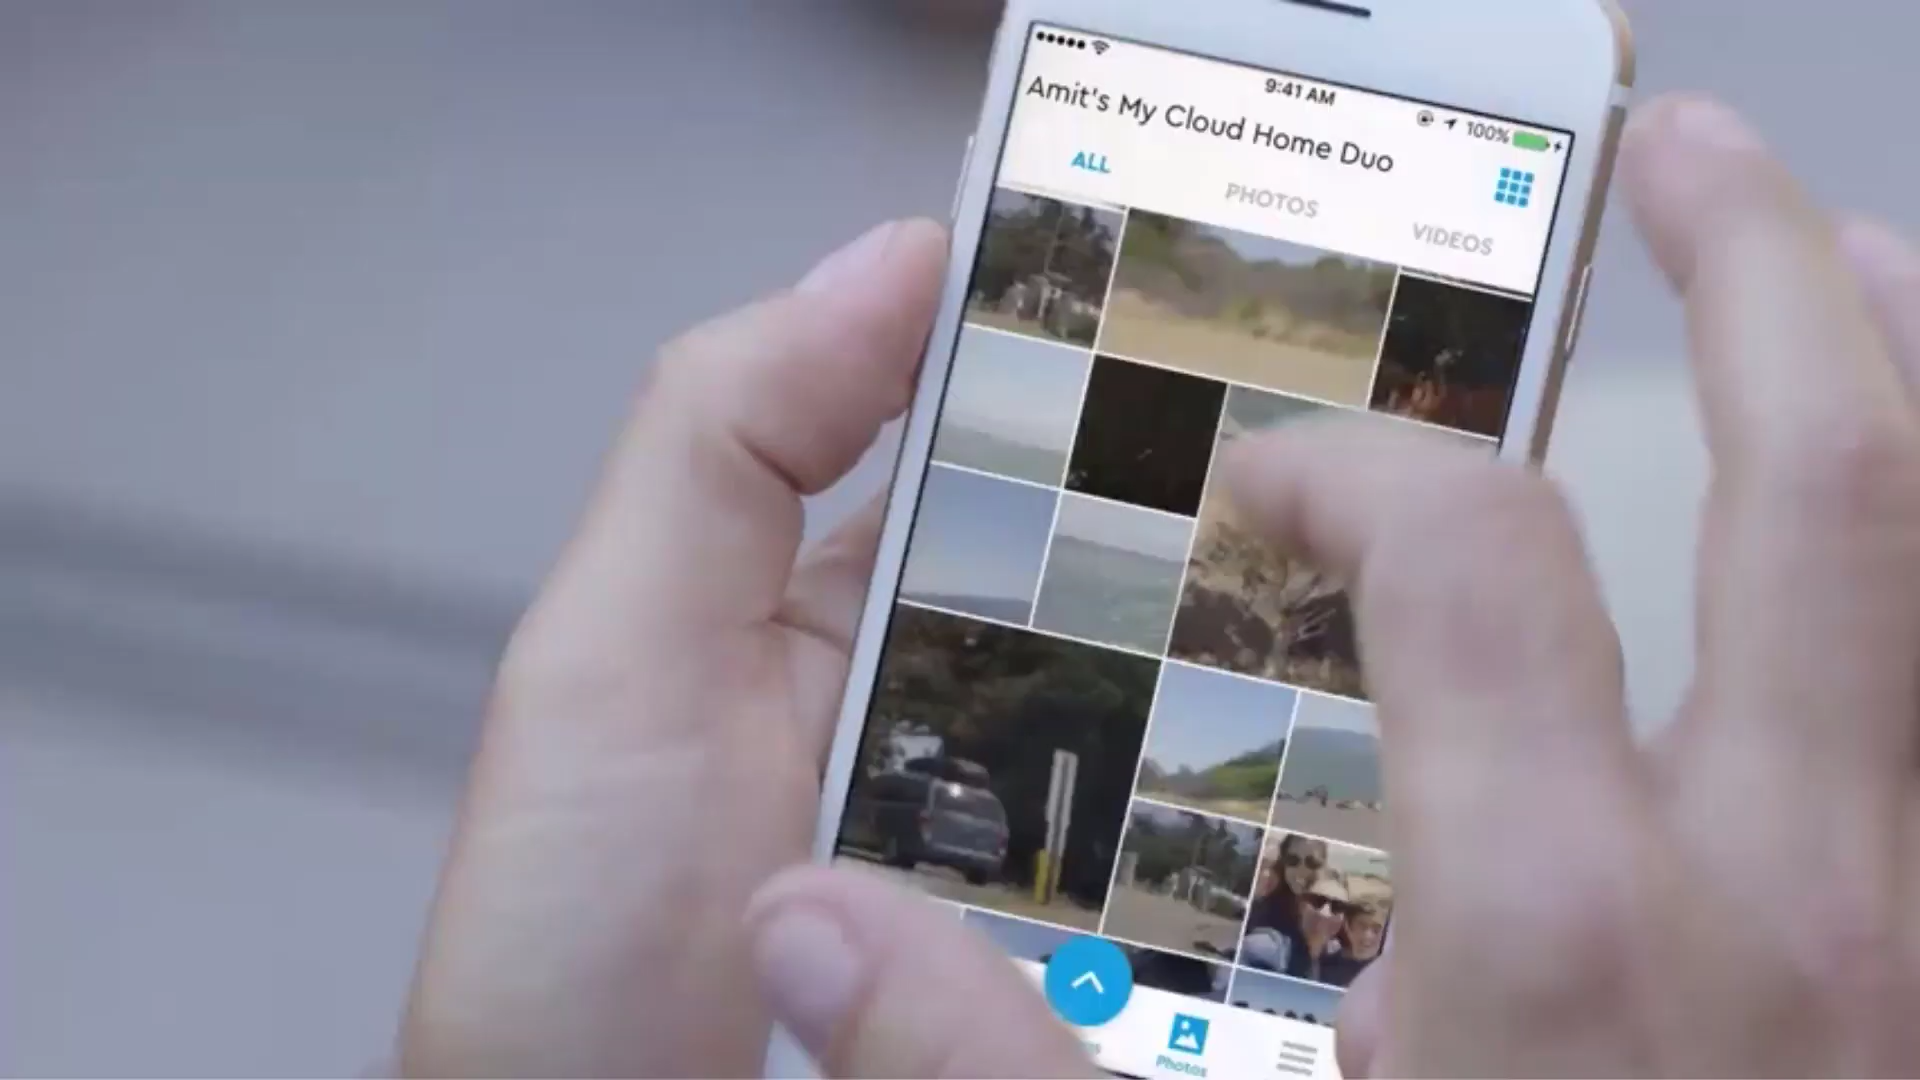 9:41 AM
100%
Amit's My Cloud Home Duo
ALL
PHOTOS
VIDEOS
Photos